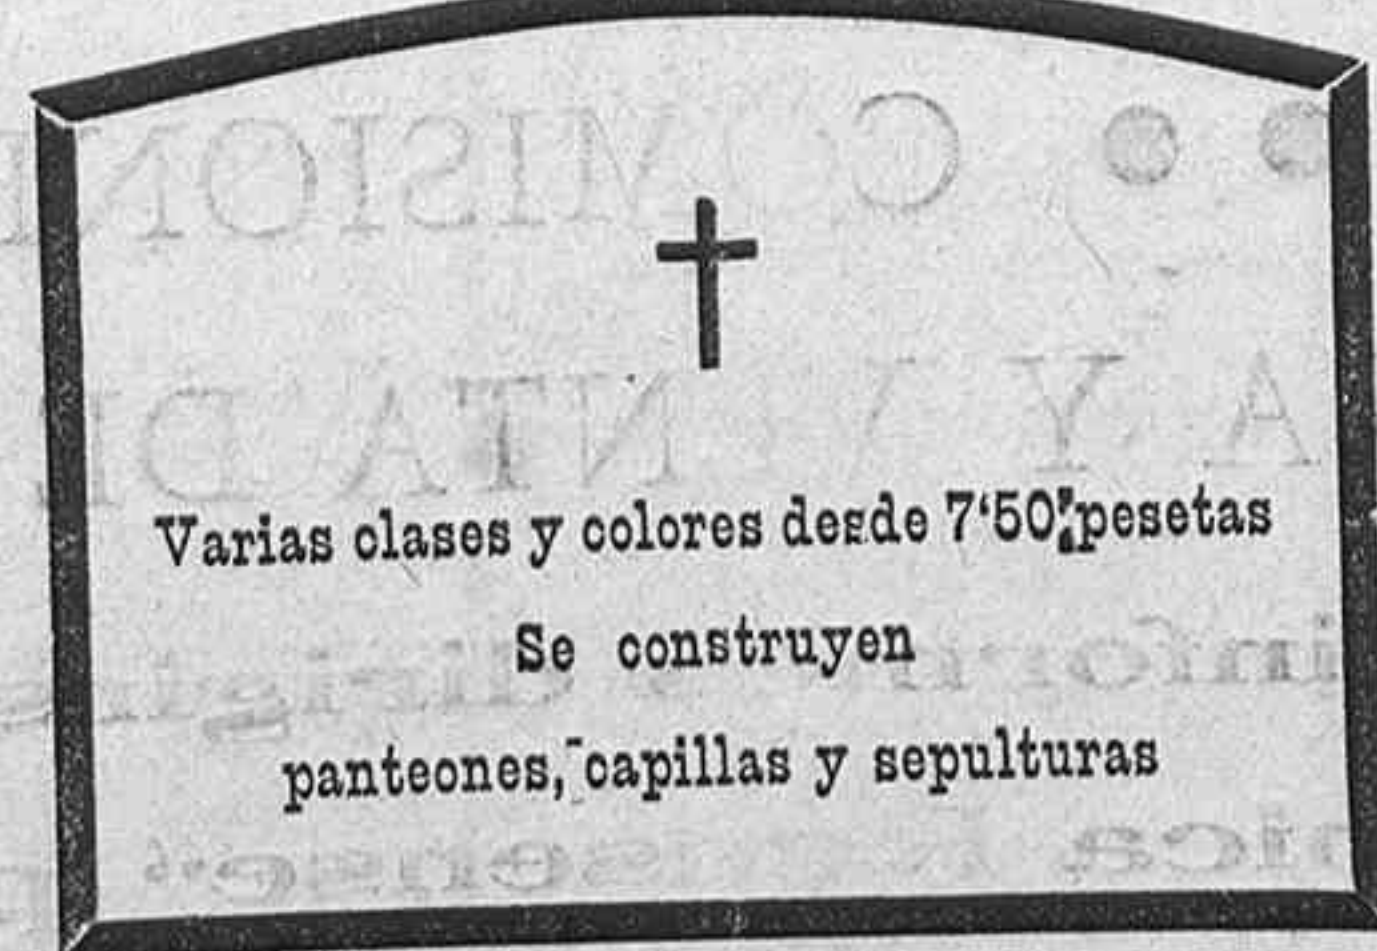 Varias clases y colores desde 7‘50 pesetas
Se construyen
panteones, capillas y sepulturas